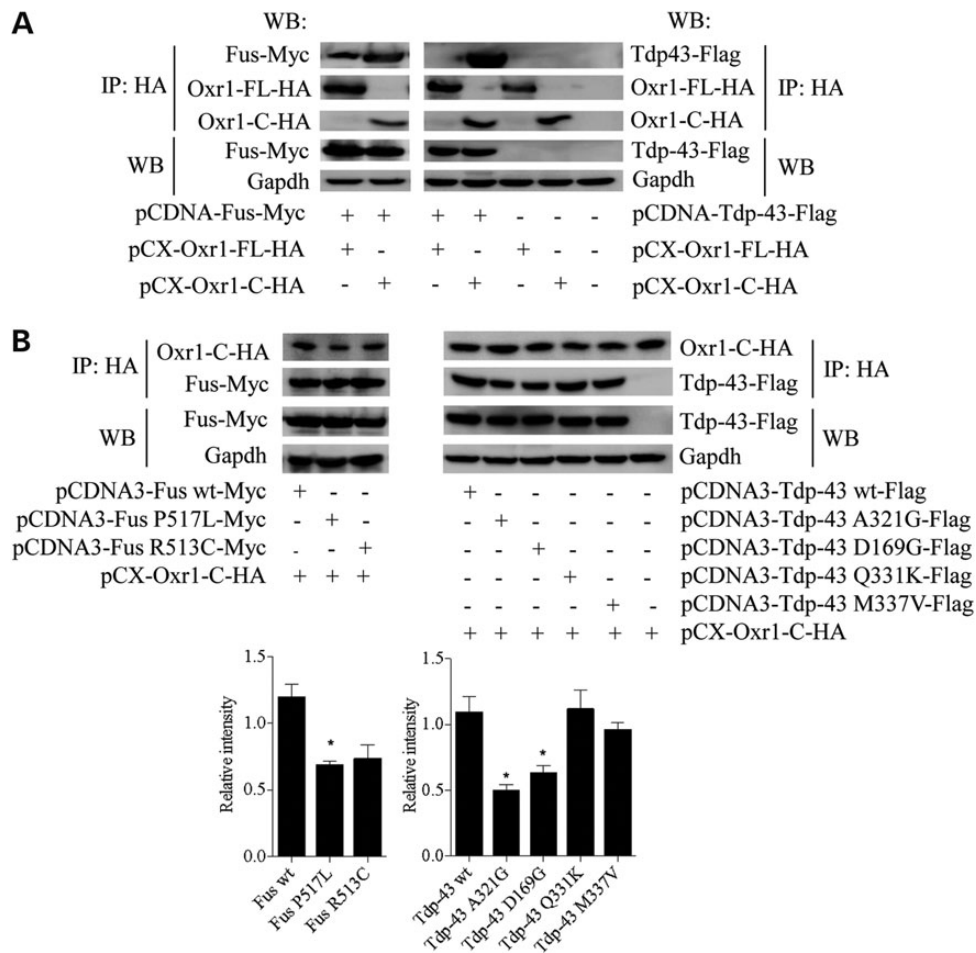 A
WB:
WB:
IP: HA
Fus-Myc
Tdp43-Flag
Oxr1-FL-HA
Oxr1-FL-HA
IP: HA
Oxr1-C-HA
Oxr1-C-HA
WB
Fus-Myc
Tdp-43-Flag
WB
Gapdh
Gapdh
pCDNA-Fus-Myc + + + + - - - pCDNA-Tdp-43-Flag
pCX-Oxr1-FL-HA + - + - + - - pCX-Oxr1-FL-HA
pCX-Oxr1-C-HA - + - + - + - pCX-Oxr1-C-HA
B
IP: HA
Oxr1-C-HA
Oxr1-C-HA
IP: HA
Fus-Myc
Tdp-43-Flag
WB
Fus-Myc
Tdp-43-Flag
WB
Gapdh
Gapdh
pCDNA3-Fus wt-Myc + - - + - - - - - pCDNA3-Tdp-43 wt-Flag
pCDNA3-Fus P517L-Myc - + - - + - - - - pCDNA3-Tdp-43 A321G-Flag
pCDNA3-Fus R513C-Myc - - + - - + - - - pCDNA3-Tdp-43 D169G-Flag
pCX-Oxr1-C-HA + + + - - - + - - pCDNA3-Tdp-43 Q331K-Flag
- - - - + - pCDNA3-Tdp-43 M337V-Flag
+ + + + + + pCX-Oxr1-C-HA
Relative intensity
1.5
1.0
0.5
0.0
*
Fus wt
Fus P517L
Fus R513C
Relative intensity
1.5
1.0
0.5
0.0
*
*
Tdp-43 wt
Tdp-43 A321G
Tdp-43 D169G
Tdp-43 Q331K
Tdp-43 M337V